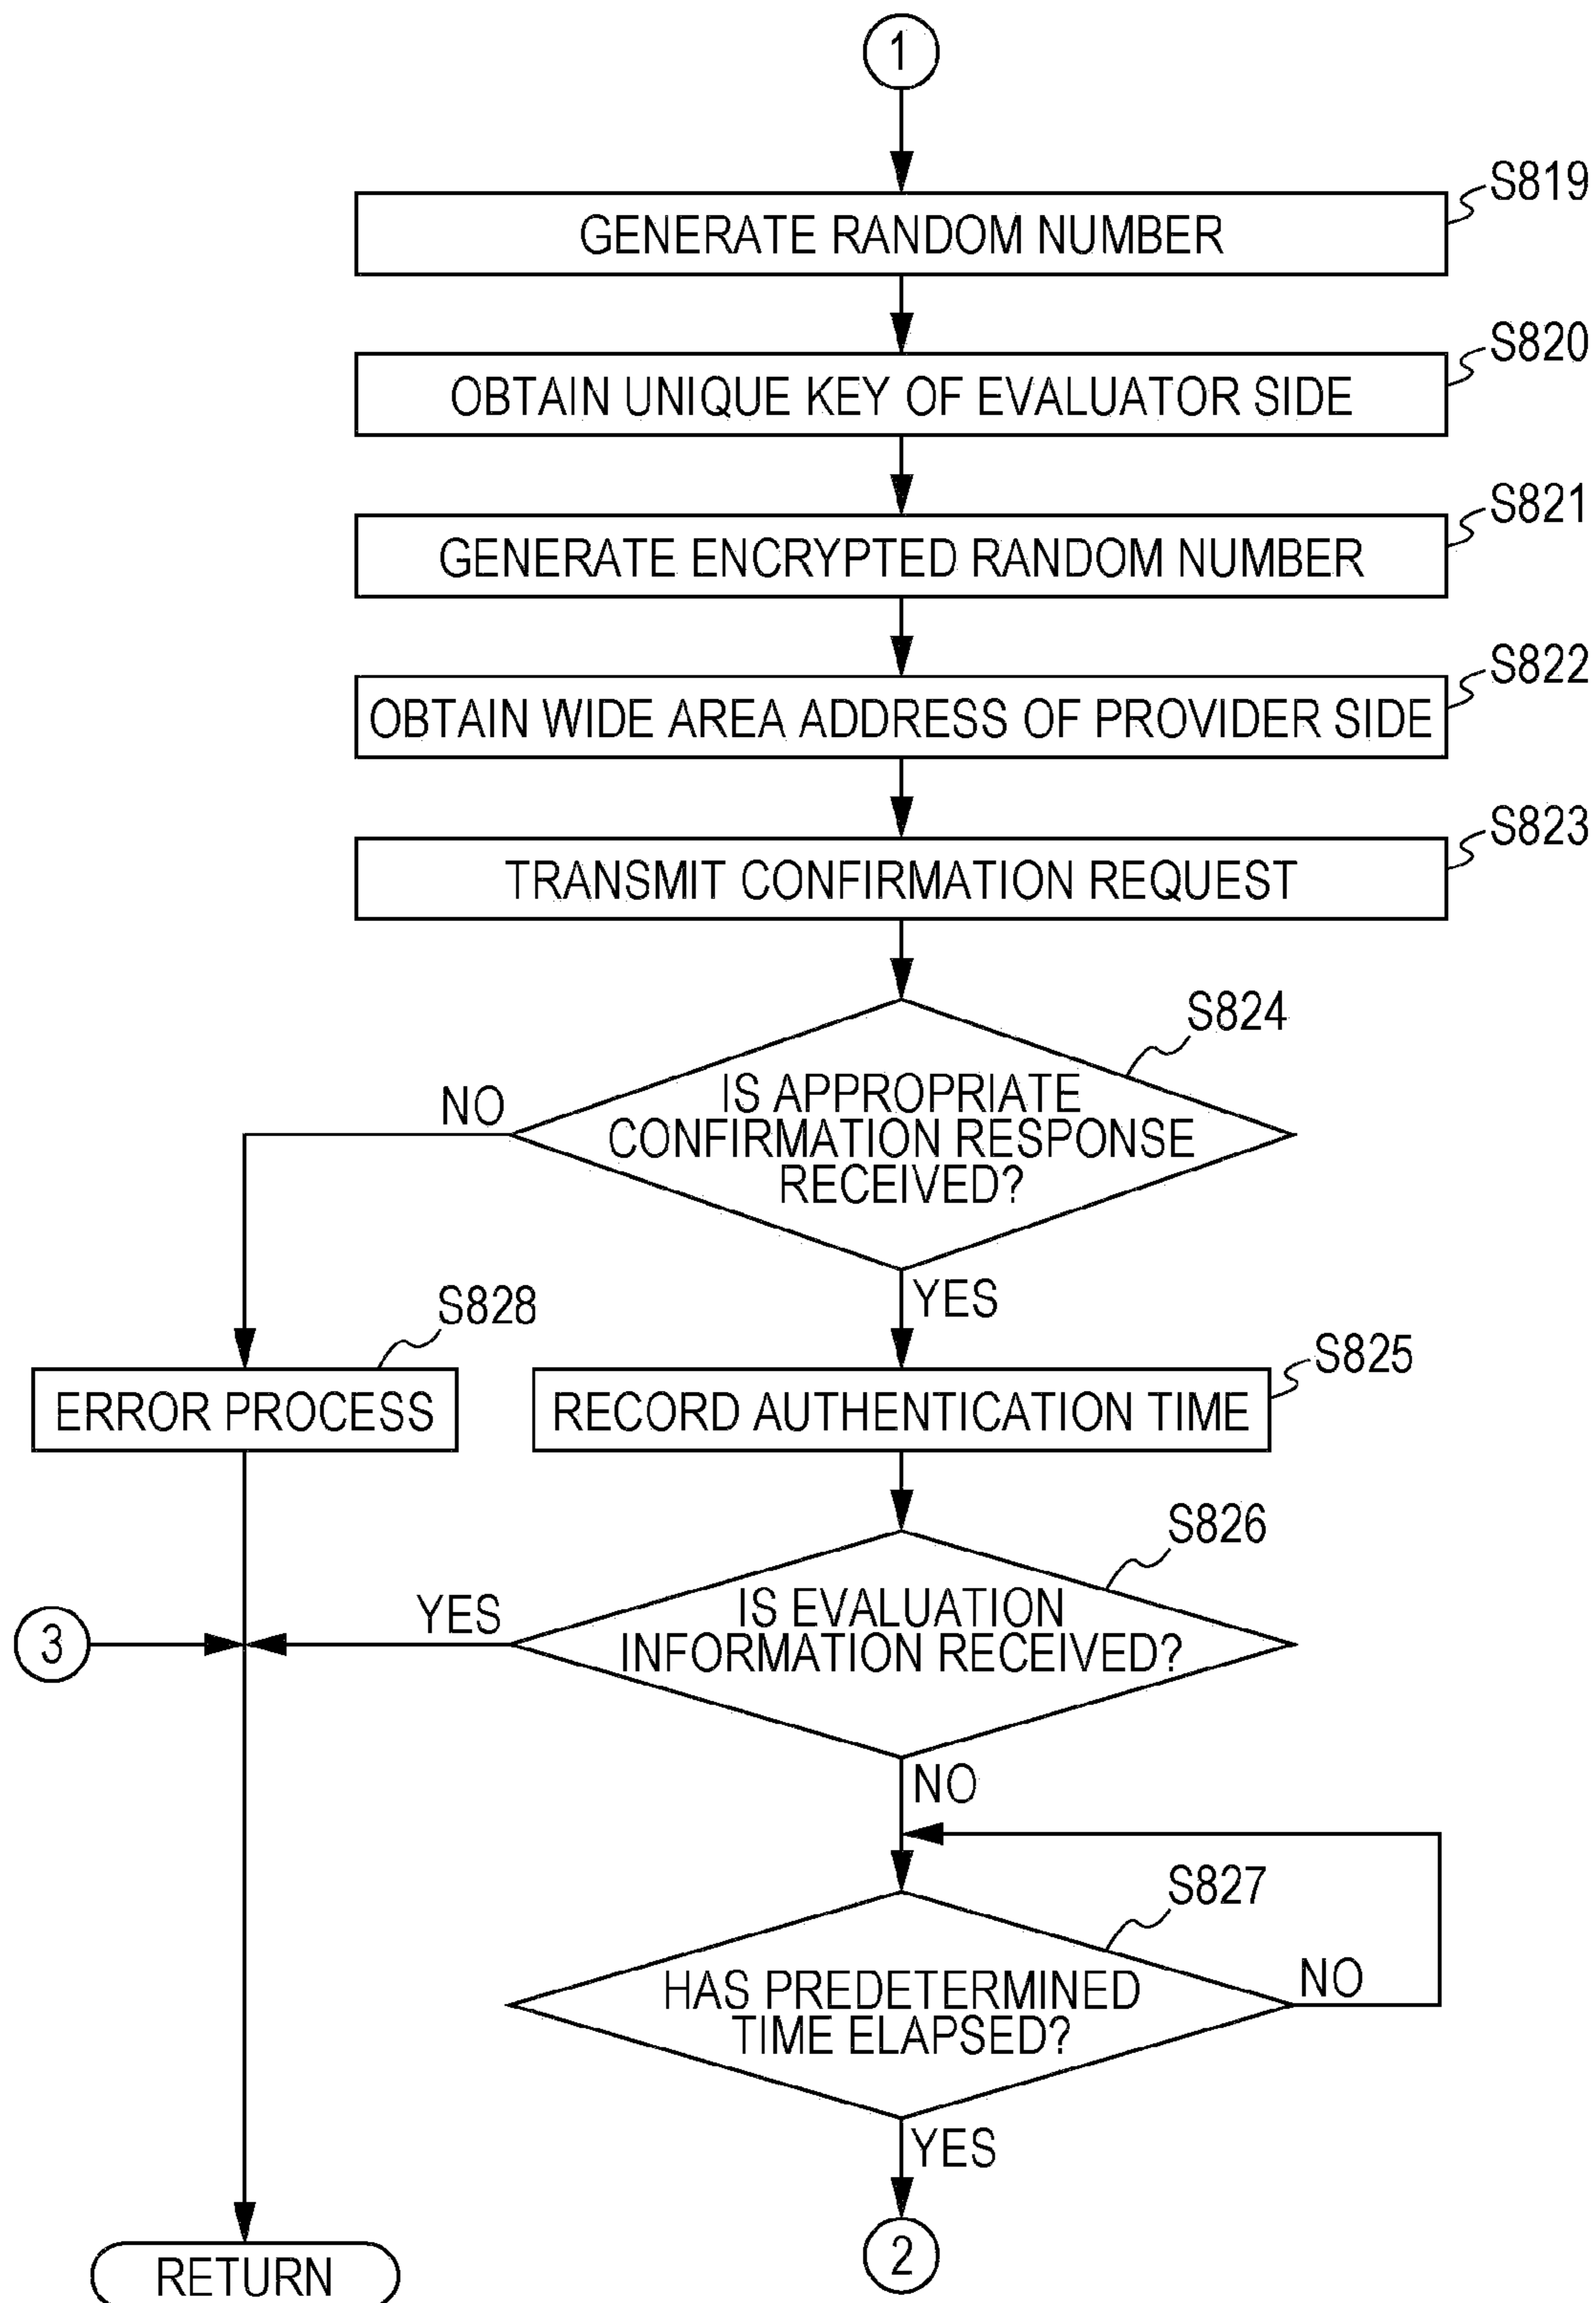 1
S819
GENERATE RANDOM NUMBER
S820
OBTAIN UNIQUE KEY OF EVALUATOR SIDE
S821
GENERATE ENCRYPTED RANDOM NUMBER
S822
OBTAIN WIDE AREA ADDRESS OF PROVIDER SIDE
S823
TRANSMIT CONFIRMATION REQUEST
S824
IS APPROPRIATE
CONFIRMATION RESPONSE
RECEIVED?
NO
YES
S828
ERROR PROCESS
S825
RECORD AUTHENTICATION TIME
S826
IS EVALUATION
INFORMATION RECEIVED?
YES
3
NO
S827
HAS PREDETERMINED
TIME ELAPSED?
NO
YES
2
RETURN